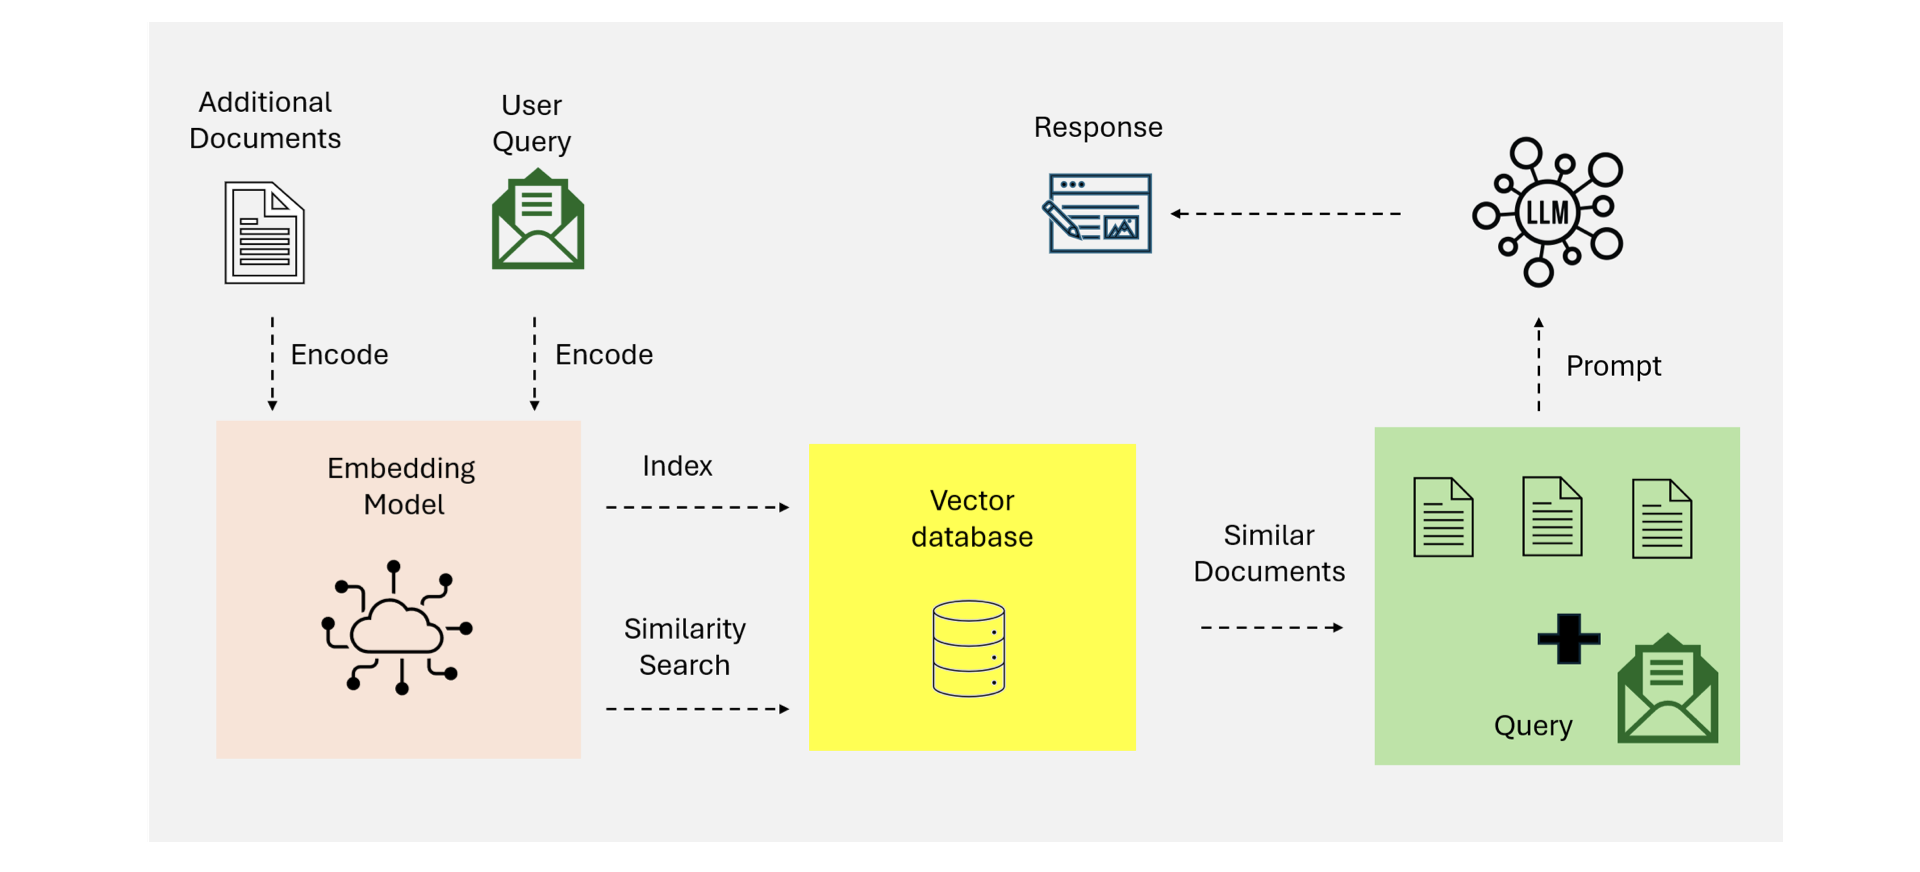 Additional
Documents
User
Query
Response
LLM
Encode
Encode
Prompt
Embedding
Model
Index
Vector
database
Similar
Documents
Similarity
Search
Query